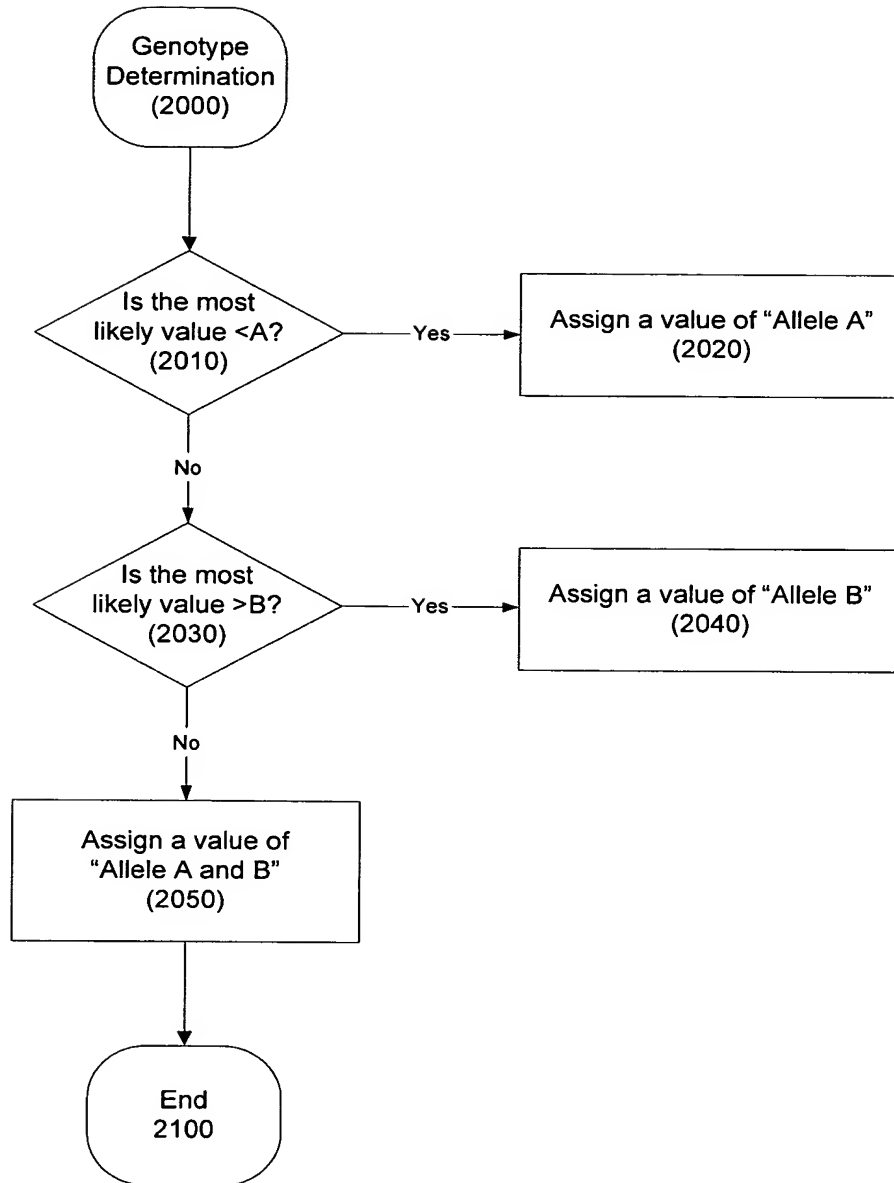 Genotype
Determination
(2000)
Is the most
likely value <A?
(2010)
Yes
Assign a value of “Allele A”
(2020)
No
Is the most
likely value >B?
(2030)
Yes
Assign a value of “Allele B”
(2040)
No
Assign a value of
“Allele A and B”
(2050)
End
2100